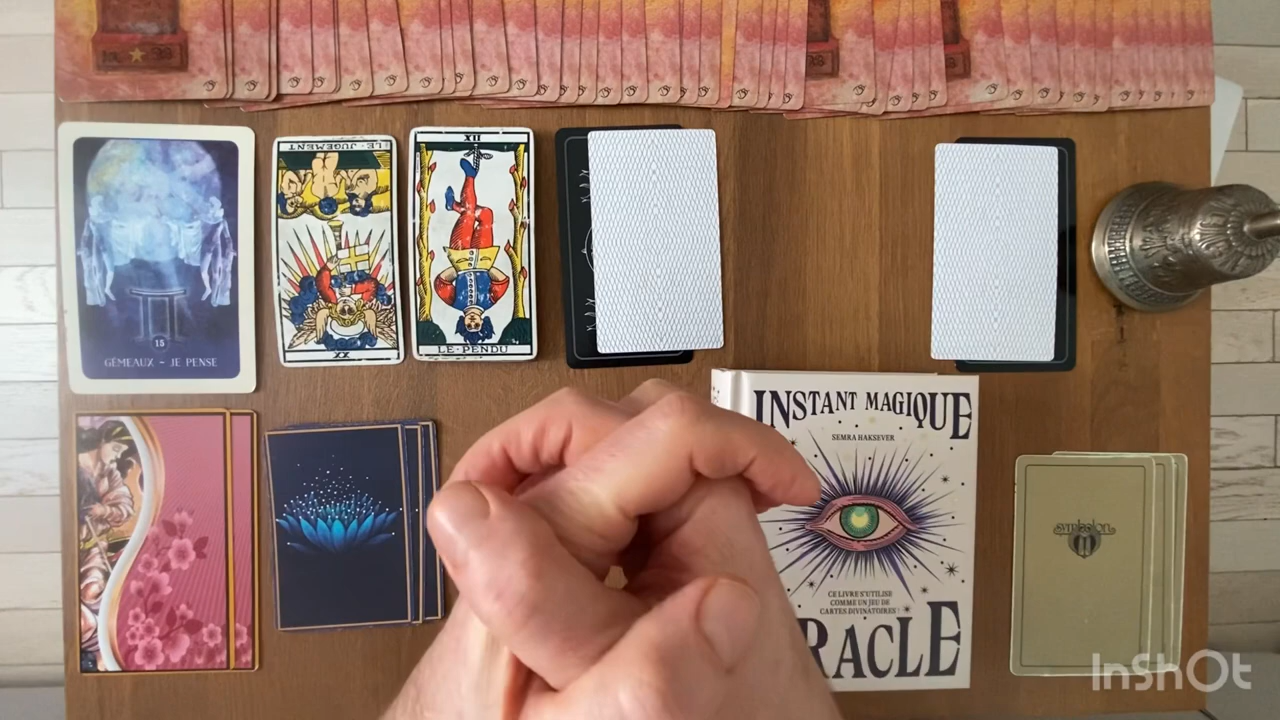 LE·JUGEMENT
XX
XII
LE·PENDU
15
GÉMEAUX - JE PENSE
INSTANT MAGIQUE
SEMRA HAKSEVER
CE LIVRE S'UTILISE
COMME UN JEU DE
CARTES DIVINATOIRES !
RACLE
symbolon
InShOt